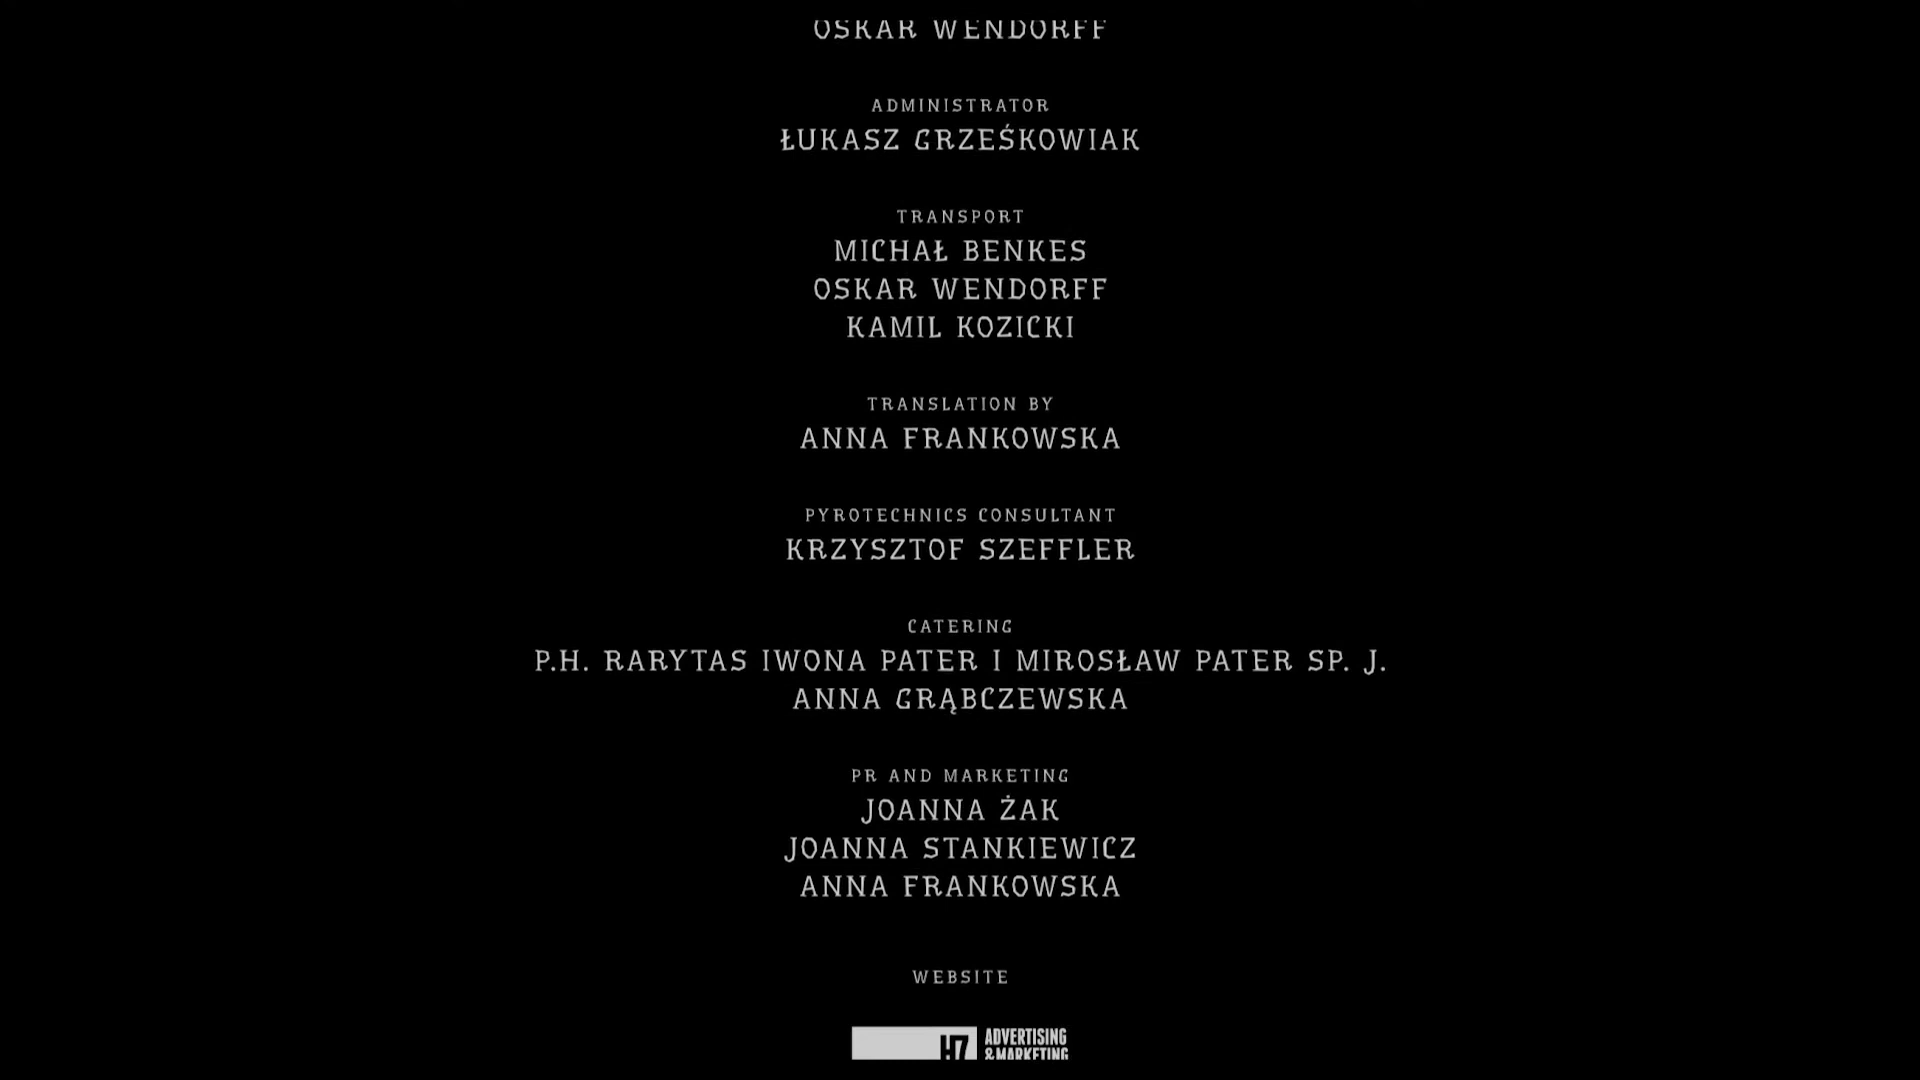 OSKAR WENDORFF
ADMINISTRATOR
ŁUKASZ GRZEŚKOWIAK
TRANSPORT
MICHAŁ BENKES
OSKAR WENDORFF
KAMIL KOZICKI
TRANSLATION BY
ANNA FRANKOWSKA
PYROTECHNICS CONSULTANT
KRZYSZTOF SZEFFLER
CATERING
P.H. RARYTAS IWONA PATER I MIROSŁAW PATER SP. J.
ANNA GRĄBCZEWSKA
PR AND MARKETING
JOANNA ŻAK
JOANNA STANKIEWICZ
ANNA FRANKOWSKA
WEBSITE
ADVERTISING
&MARKETING